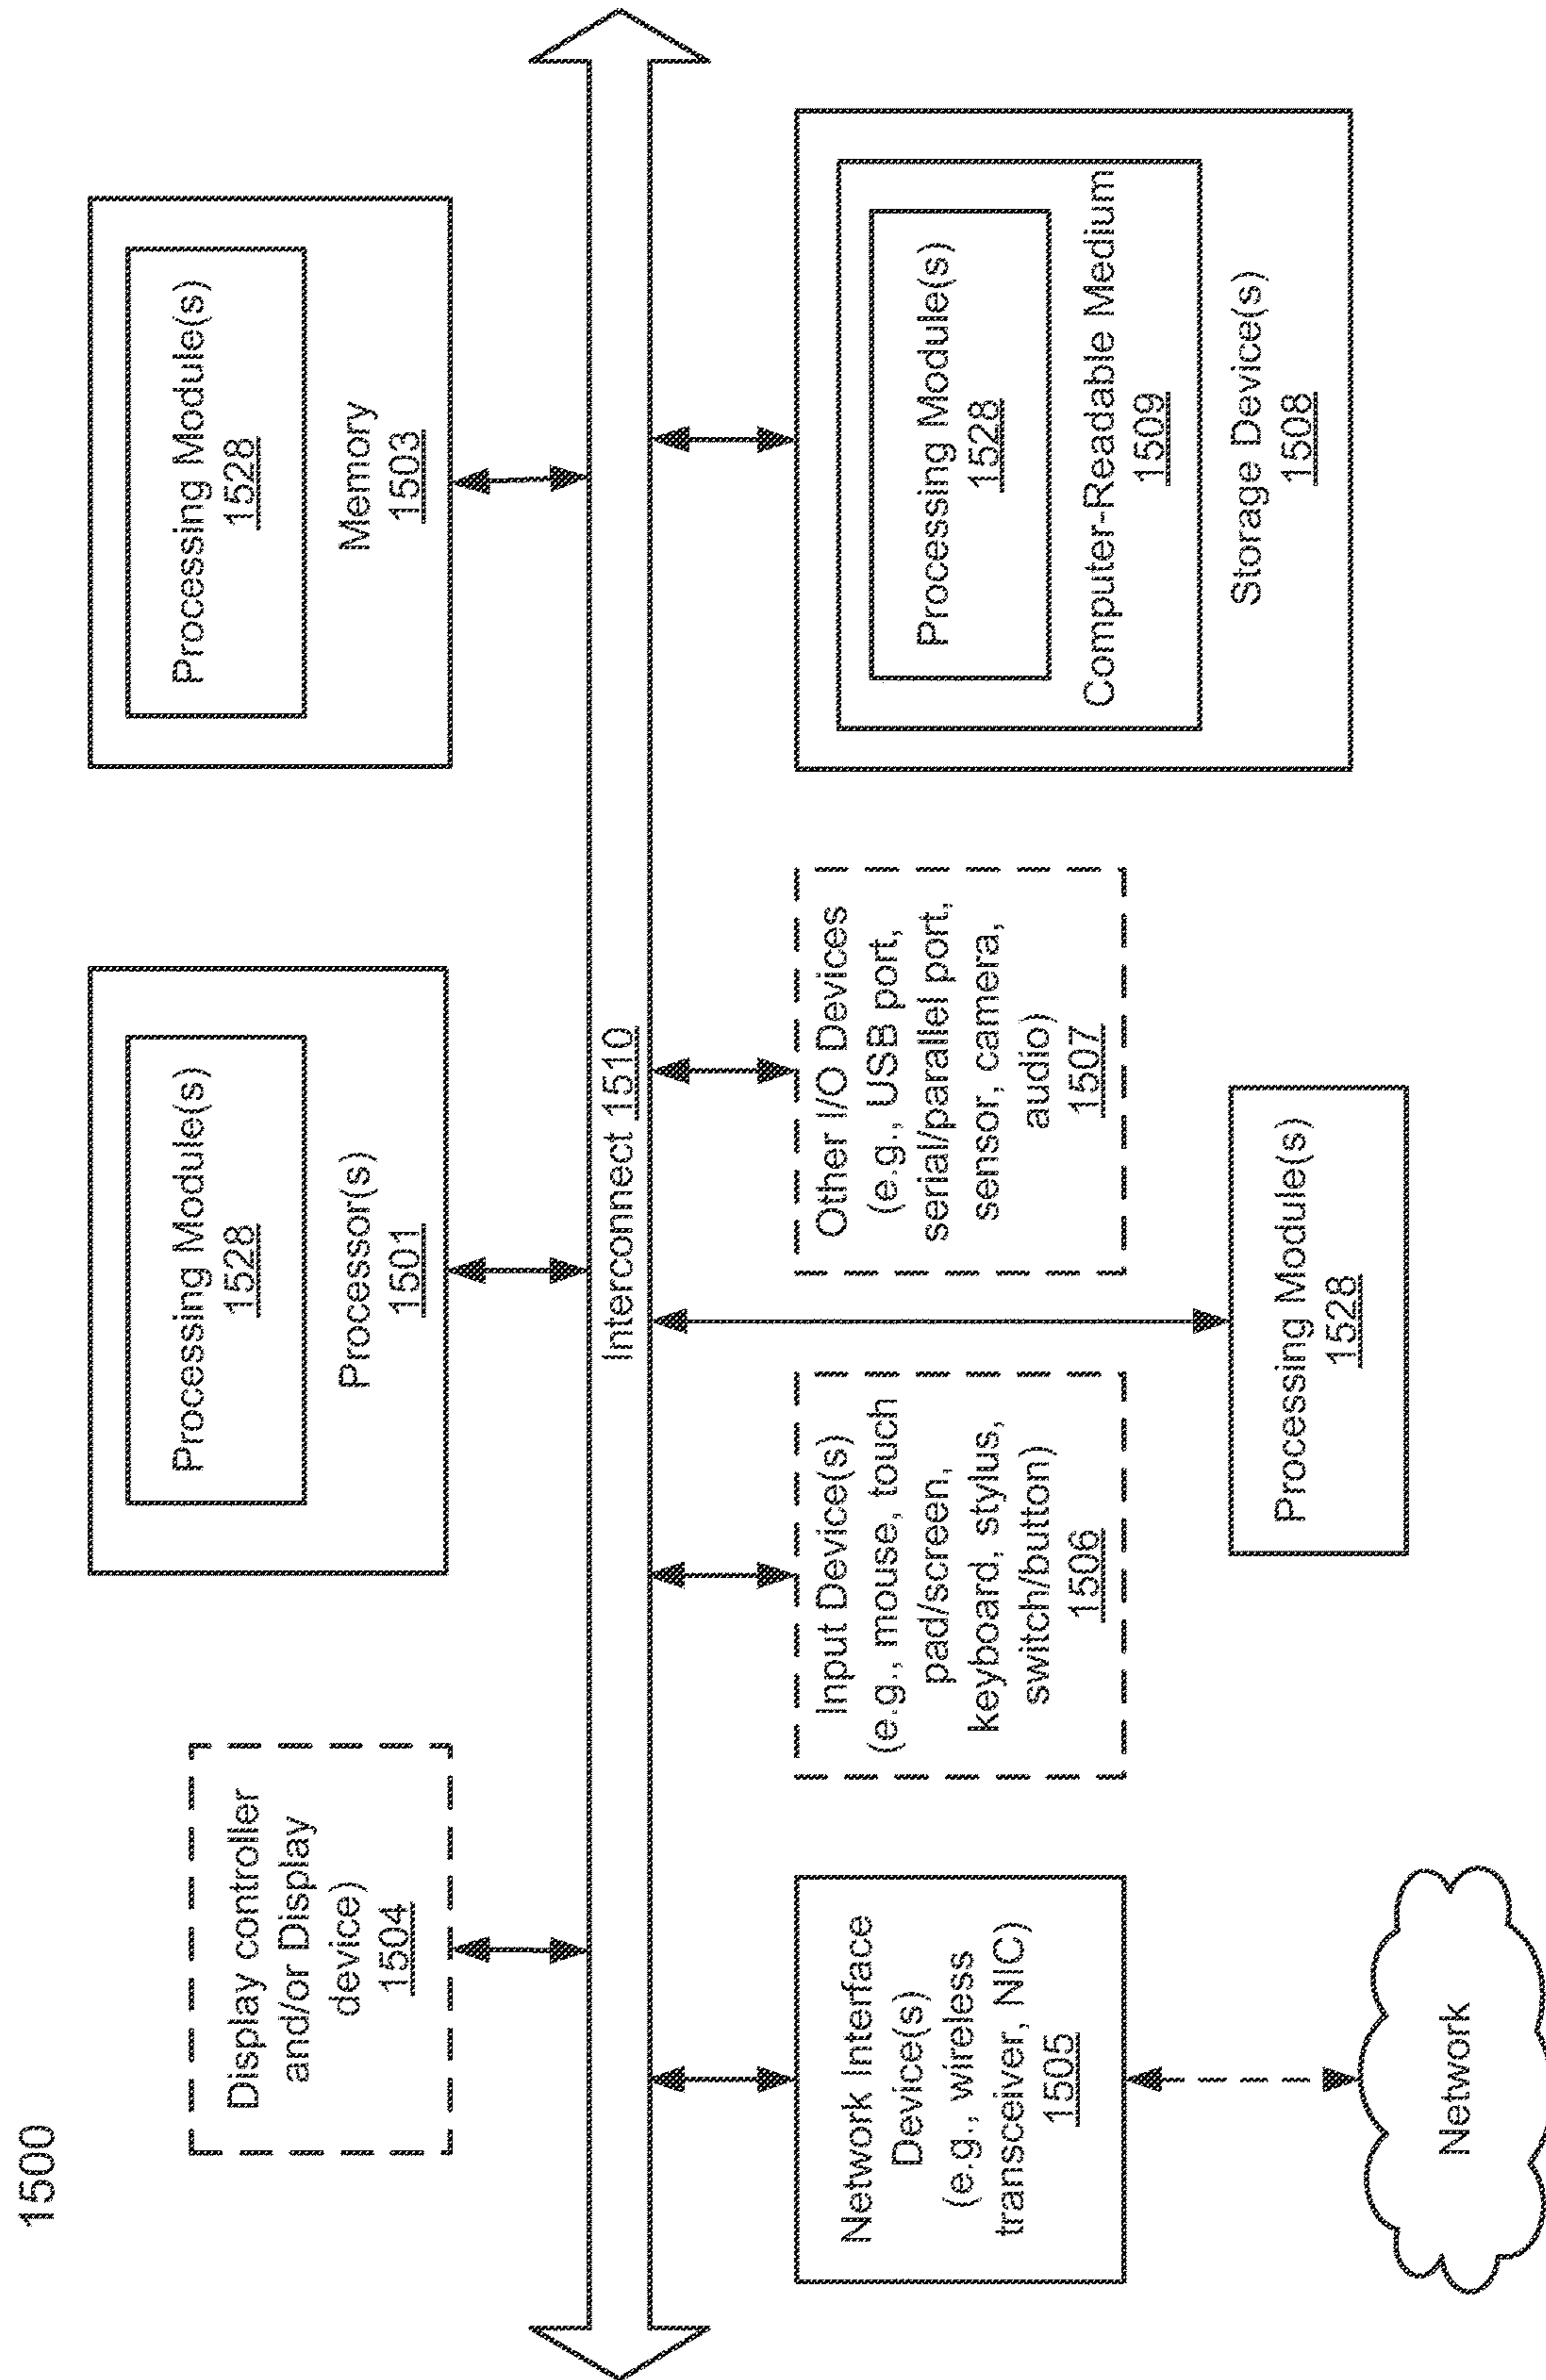 1500
Display controller
and/or Display
device)
1504
Processing Module(s)
1528
Processor(s)
1501
Processing Module(s)
1528
Memory
1503
Interconnect 1510
Network Interface
Device(s)
(e.g., wireless
transceiver, NIC)
1505
Input Device(s)
(e.g., mouse, touch
pad/screen,
keyboard, stylus,
switch/button)
1506
Other I/O Devices
(e.g., USB port,
serial/parallel port,
sensor, camera,
audio)
1507
Processing Module(s)
1528
Computer-Readable Medium
1509
Storage Device(s)
1508
Processing Module(s)
1528
Network